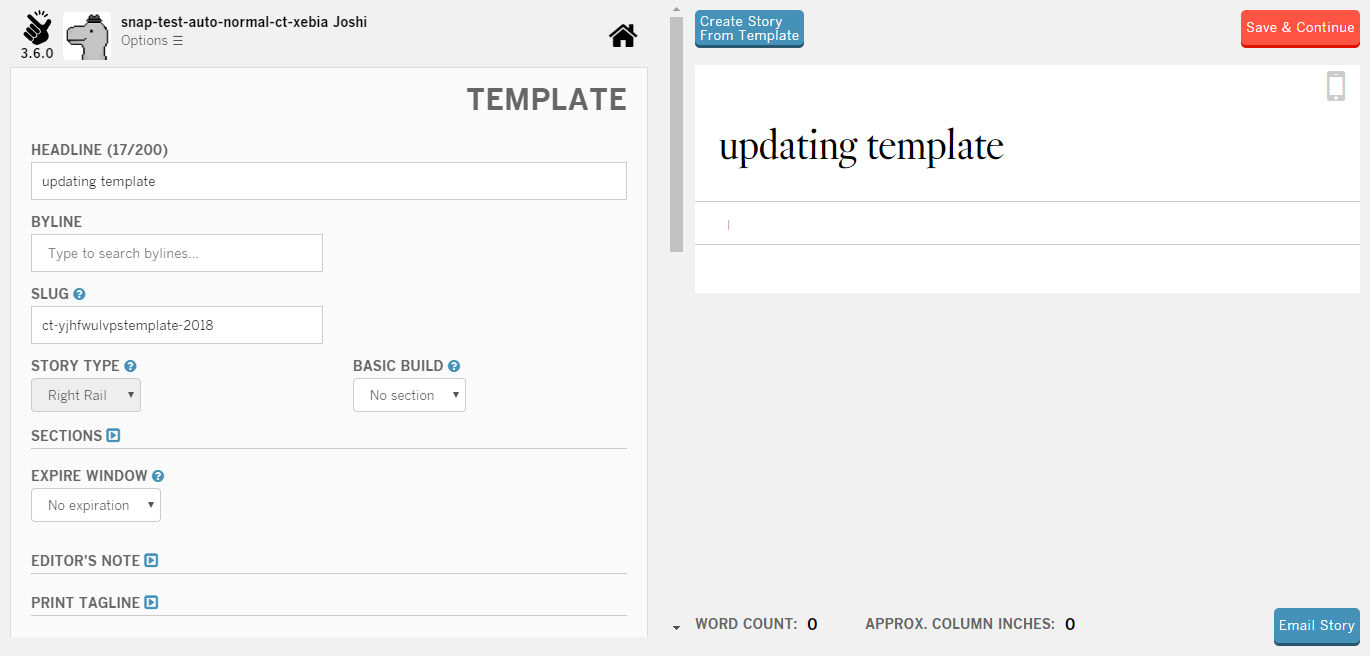 snap-test-auto-normal-ct-xebia Joshi
Options ☰
3.6.0
TEMPLATE
HEADLINE (17/200)
updating template
BYLINE
Type to search bylines...
SLUG ?
ct-yjhfwulvpstemplate-2018
STORY TYPE ?
Right Rail
BASIC BUILD ?
No section
SECTIONS
EXPIRE WINDOW ?
No expiration
EDITOR'S NOTE
PRINT TAGLINE
Create Story
From Template
Save & Continue
updating template
|
WORD COUNT: 0
APPROX. COLUMN INCHES: 0
Email Story